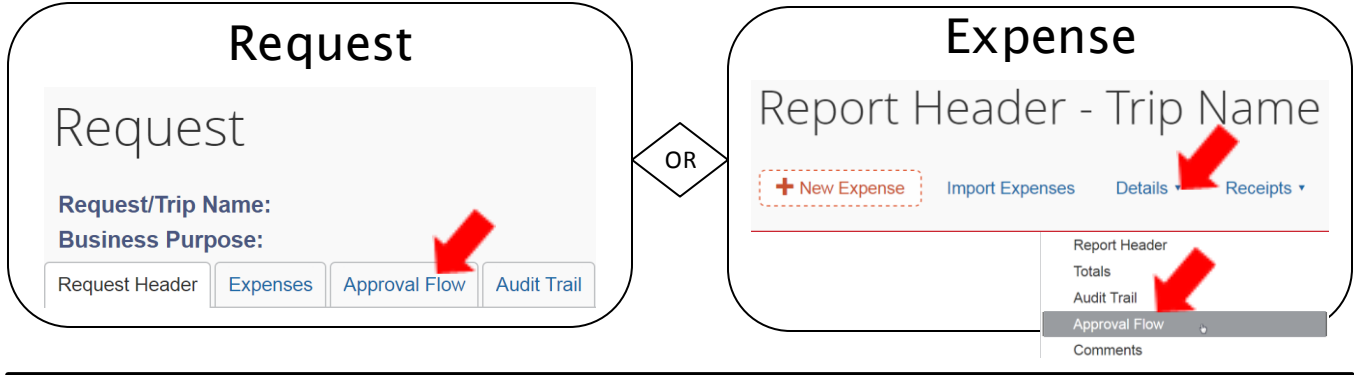 Request
Request
Request/Trip Name:
Business Purpose:
Request Header Expenses Approval Flow Audit Trail
OR
Expense
Report Header - Trip Name
+ New Expense Import Expenses Details ▾ Receipts ▾
Report Header
Totals
Audit Trail
Approval Flow
Comments